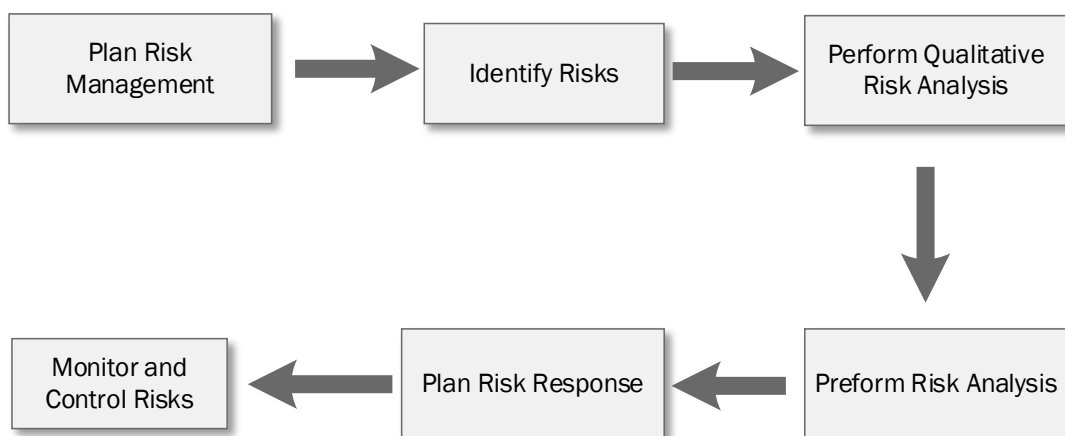 Plan Risk
Management
Identify Risks
Perform Qualitative
Risk Analysis
Preform Risk Analysis
Plan Risk Response
Monitor and
Control Risks